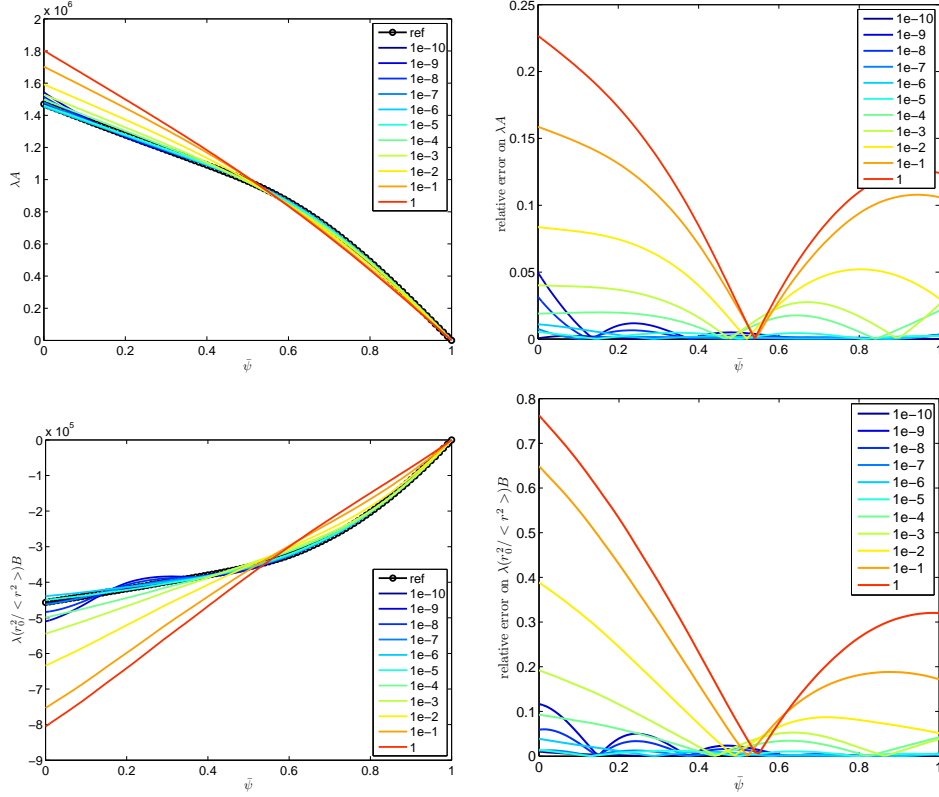 x 10^6
2
1.8
1.6
1.4
1.2
1
0.8
0.6
0.4
0.2
0
λA
0
0.2
0.4
0.6
0.8
1
ψ̄
ref
1e−10
1e−9
1e−8
1e−7
1e−6
1e−5
1e−4
1e−3
1e−2
1e−1
1
0.25
0.20
0.15
0.10
0.05
0
relative error on λA
0
0.2
0.4
0.6
0.8
1
ψ̄
1e−10
1e−9
1e−8
1e−7
1e−6
1e−5
1e−4
1e−3
1e−2
1e−1
1
x 10^5
0
−1
−2
−3
−4
−5
−6
−7
−8
−9
λ(r_0^2/ < r^2 >)B
0
0.2
0.4
0.6
0.8
1
ψ̄
ref
1e−10
1e−9
1e−8
1e−7
1e−6
1e−5
1e−4
1e−3
1e−2
1e−1
1
0.8
0.7
0.6
0.5
0.4
0.3
0.2
0.1
0
relative error on λ(r_0^2/ < r^2 >)B
0
0.2
0.4
0.6
0.8
1
ψ̄
1e−10
1e−9
1e−8
1e−7
1e−6
1e−5
1e−4
1e−3
1e−2
1e−1
1